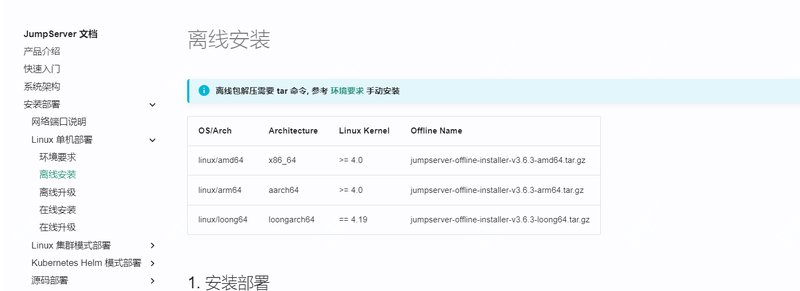 JumpServer 文档
产品介绍
快速入门
系统架构
安装部署
网络端口说明
Linux 单机部署
环境要求
离线安装
离线升级
在线安装
在线升级
Linux 集群模式部署
Kubernetes Helm 模式部署
源码部署
离线安装
离线包解压需要 tar 命令, 参考 环境要求 手动安装
OS/Arch Architecture Linux Kernel Offline Name
linux/amd64 x86_64 >= 4.0 jumpserver-offline-installer-v3.6.3-amd64.tar.gz
linux/arm64 aarch64 >= 4.0 jumpserver-offline-installer-v3.6.3-arm64.tar.gz
linux/loong64 loongarch64 == 4.19 jumpserver-offline-installer-v3.6.3-loong64.tar.gz
1. 安装部署